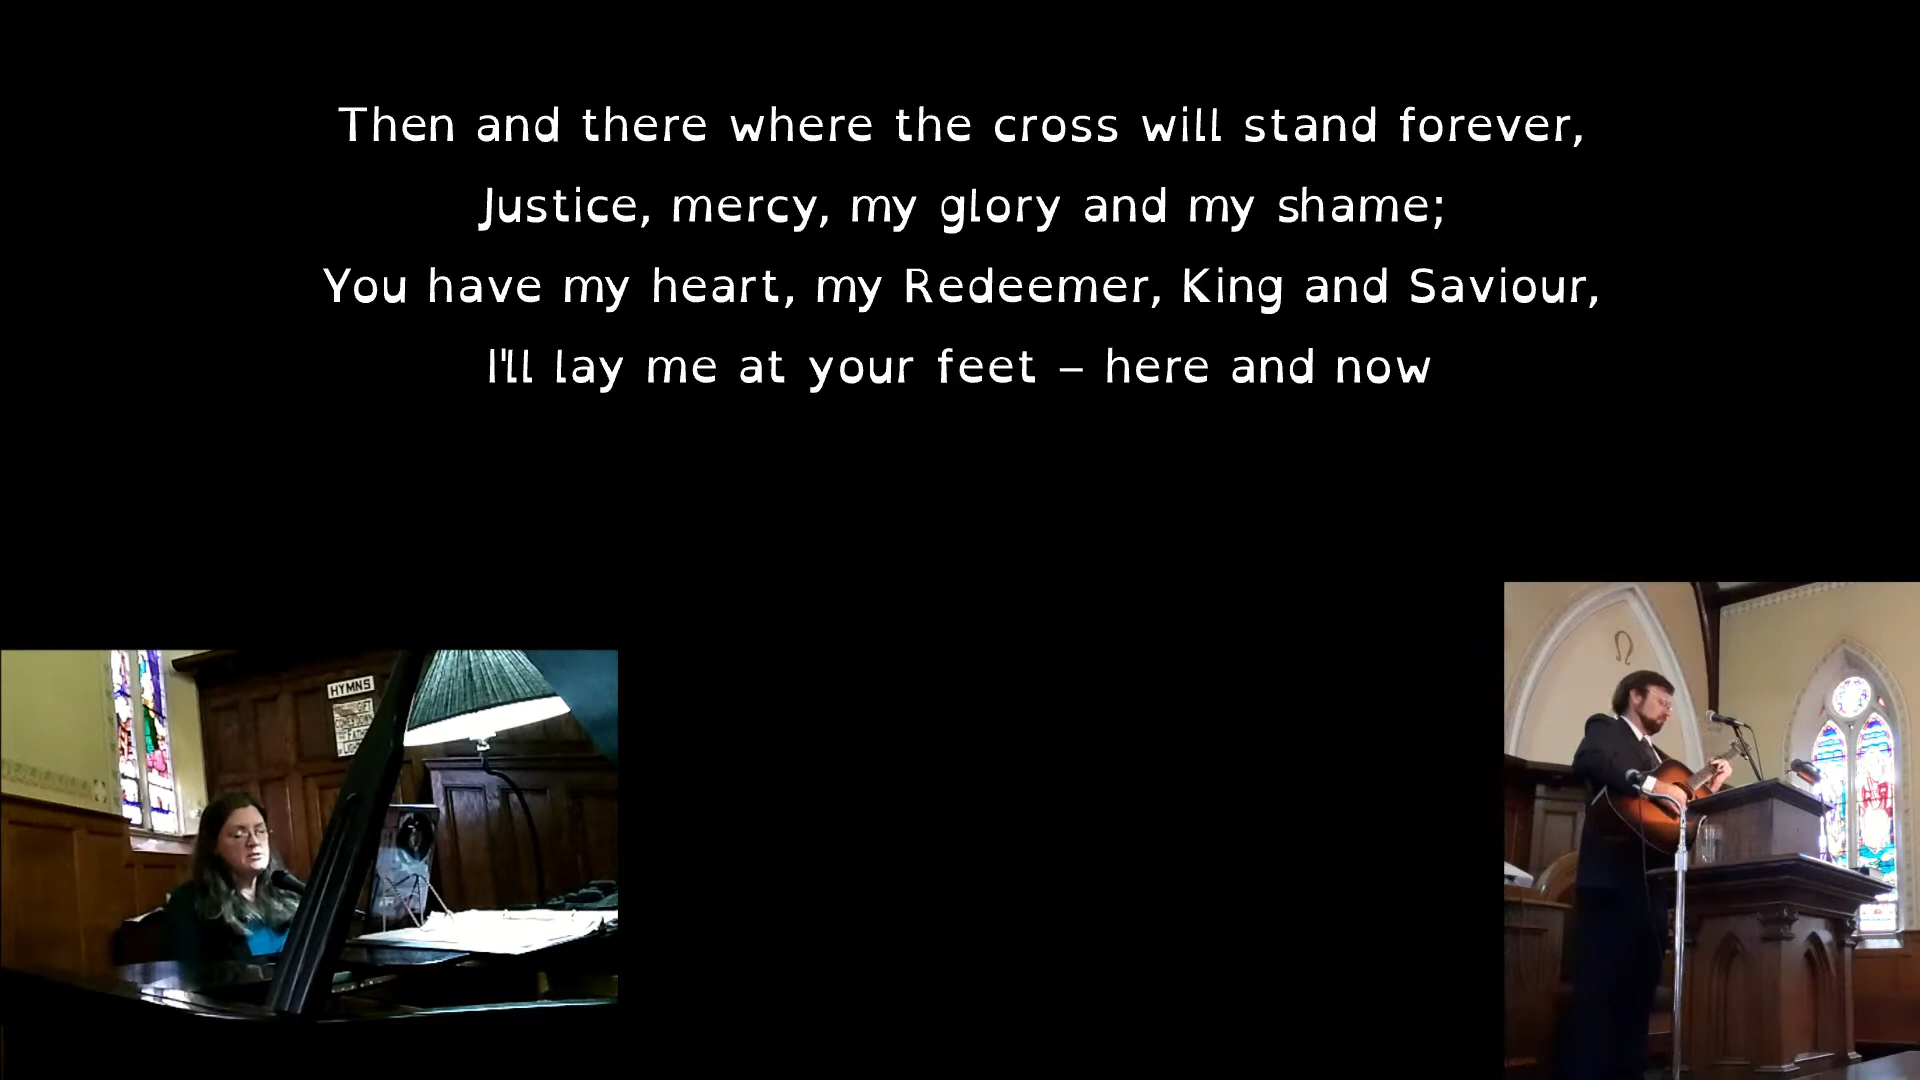 Then and there where the cross will stand forever,
Justice, mercy, my glory and my shame;
You have my heart, my Redeemer, King and Saviour,
I'll lay me at your feet – here and now
HYMNS